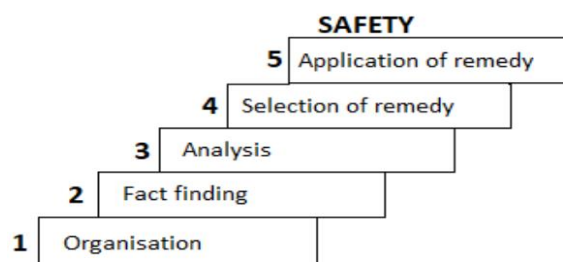 SAFETY
5 Application of remedy
4 Selection of remedy
3 Analysis
2 Fact finding
1 Organisation